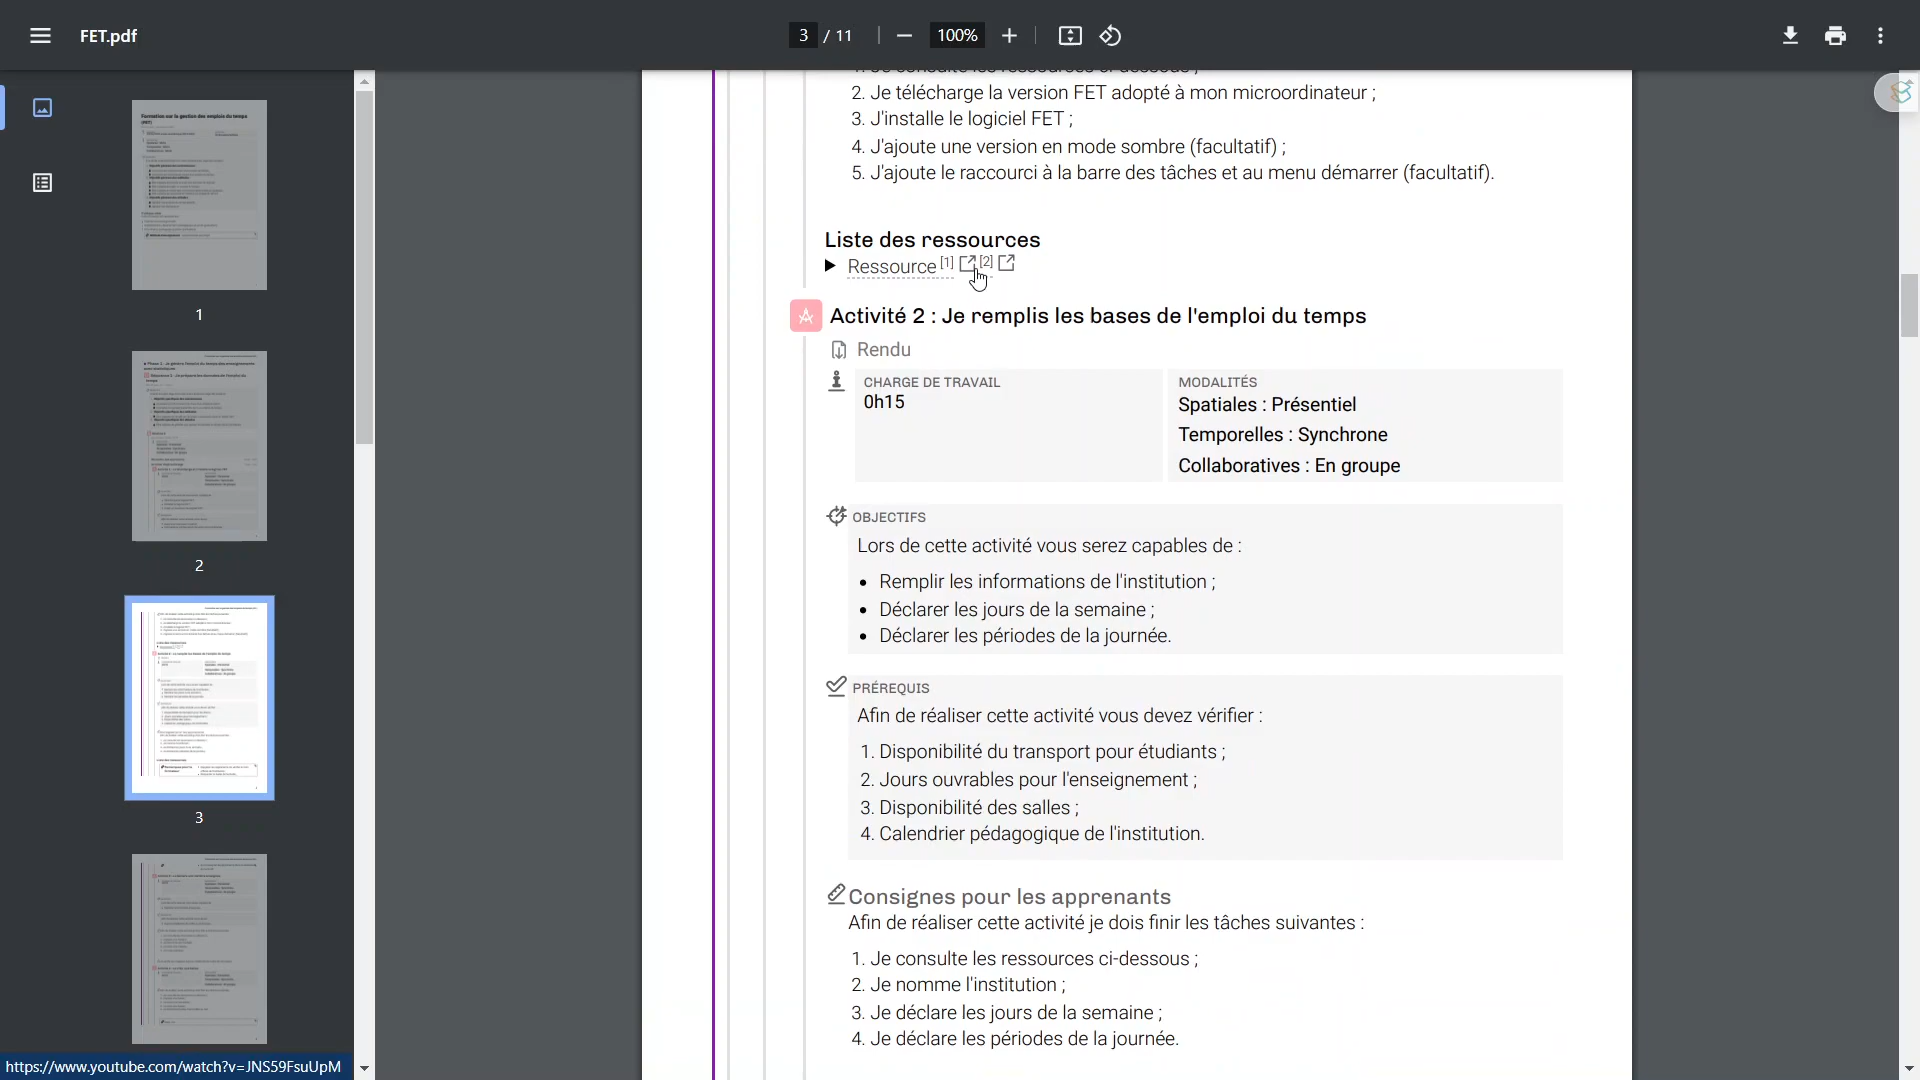 FET.pdf
3 / 11
100%
2. Je télécharge la version FET adopté à mon microordinateur ;
3. J'installe le logiciel FET ;
4. J'ajoute une version en mode sombre (facultatif) ;
5. J'ajoute le raccourci à la barre des tâches et au menu démarrer (facultatif).
Liste des ressources
Ressource [1] [2]
Activité 2 : Je remplis les bases de l'emploi du temps
Rendu
CHARGE DE TRAVAIL
0h15
MODALITÉS
Spatiales : Présentiel
Temporelles : Synchrone
Collaboratives : En groupe
OBJECTIFS
Lors de cette activité vous serez capables de :
• Remplir les informations de l'institution ;
• Déclarer les jours de la semaine ;
• Déclarer les périodes de la journée.
PRÉREQUIS
Afin de réaliser cette activité vous devez vérifier :
1. Disponibilité du transport pour étudiants ;
2. Jours ouvrables pour l'enseignement ;
3. Disponibilité des salles ;
4. Calendrier pédagogique de l'institution.
Consignes pour les apprenants
Afin de réaliser cette activité je dois finir les tâches suivantes :
1. Je consulte les ressources ci-dessous ;
2. Je nomme l'institution ;
3. Je déclare les jours de la semaine ;
4. Je déclare les périodes de la journée.
1
2
3
https://www.youtube.com/watch?v=JNS59FsuUpM